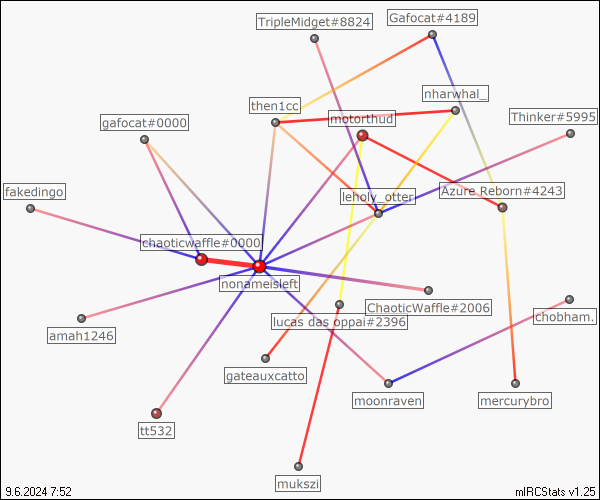 TripleMidget#8824
Gafocat#4189
nharwhal_
then1cc
motorthud
Thinker#5995
gafocat#0000
fakedingo
leholy_otter
Azure Reborn#4243
chaoticwaffle#0000
nonameisleft
ChaoticWaffle#2006
lucas das oppai#2396
chobham.
amah1246
gateauxcatto
moonraven
mercurybro
tt532
mukszi
9.6.2024 7:52
mIRCStats v1.25